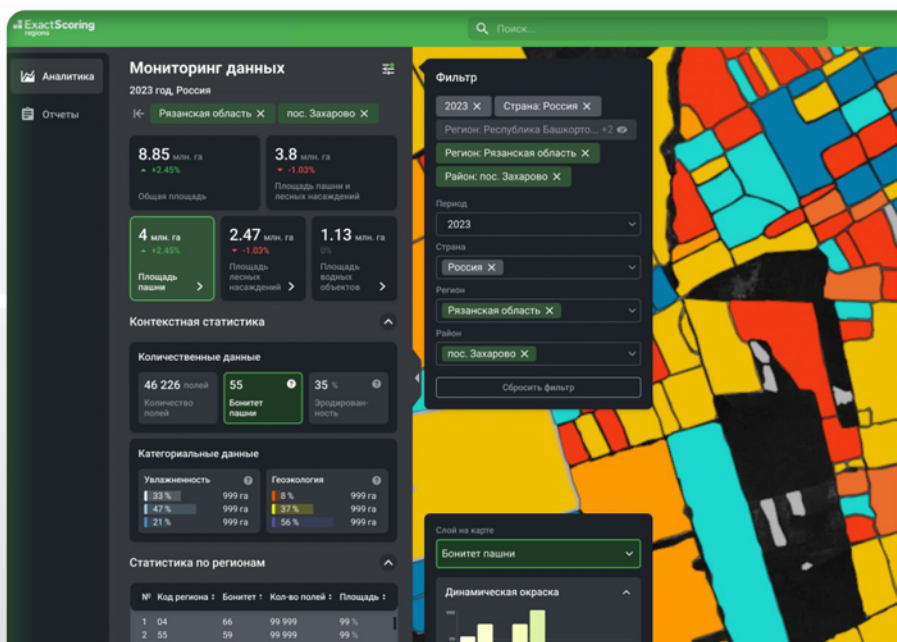 ExactScoring
regions
Поиск...
Аналитика
Отчеты
Мониторинг данных
2023 год, Россия
Рязанская область ×
пос. Захарово ×
8.85 млн. га
+2.45%
Общая площадь
3.8 млн. га
-1.03%
Площадь пашни и
лесных насаждений
4 млн. га
+2.45%
Площадь
пашни
2.47 млн. га
-1.03%
Площадь
лесных
насаждений
1.13 млн. га
0%
Площадь
водных
объектов
Контекстная статистика
Количественные данные
46 226 полей
Количество
полей
55
Бонитет
пашни
35 %
Эродирован-
ность
Категориальные данные
Увлажненность
33 % 999 га
47 % 999 га
21 % 999 га
Геоэкология
8 % 999 га
37 % 999 га
56 % 999 га
Статистика по регионам
№ Код региона Бонитет Кол-во полей Площадь
1 04 66 99 999 99 %
2 55 59 99 999 99 %
Фильтр
2023 × Страна: Россия ×
Регион: Республика Башкорто... +2
Регион: Рязанская область ×
Район: пос. Захарово ×
Период
2023
Страна
Россия ×
Регион
Рязанская область ×
Район
пос. Захарово ×
Сбросить фильтр
Слой на карте
Бонитет пашни
Динамическая окраска